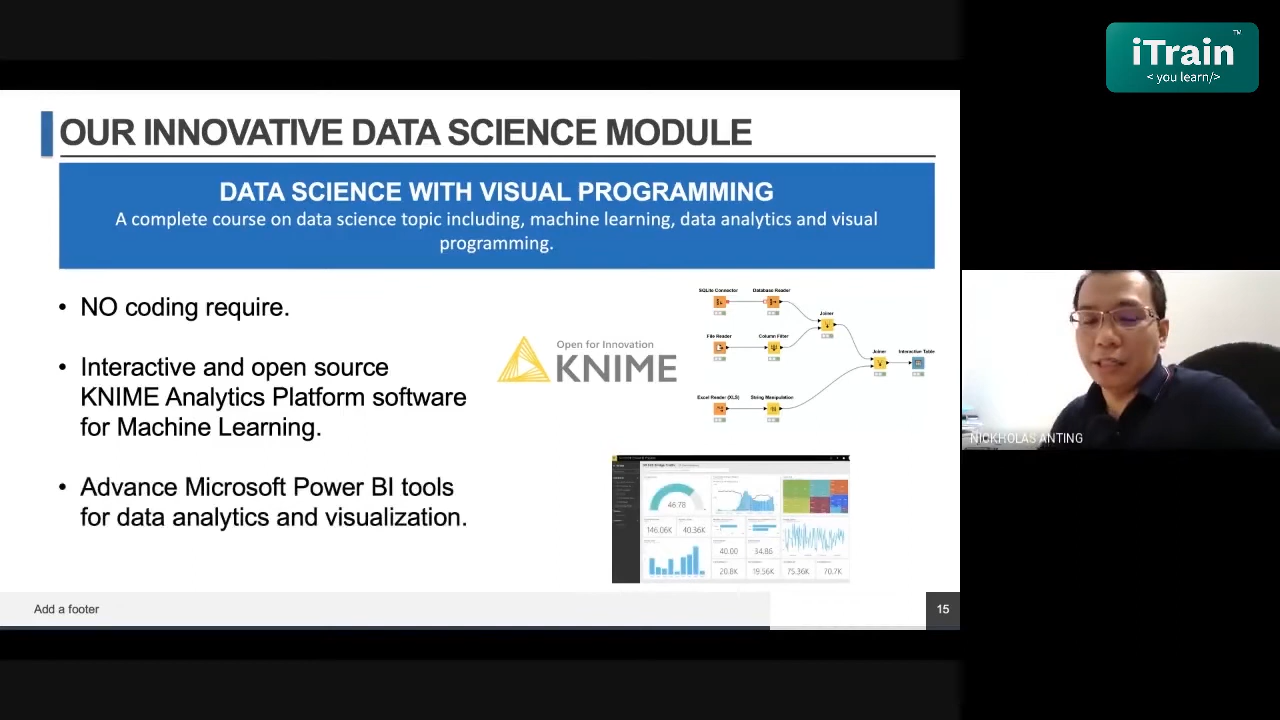 iTrain
TM
< you learn/>
OUR INNOVATIVE DATA SCIENCE MODULE
DATA SCIENCE WITH VISUAL PROGRAMMING
A complete course on data science topic including, machine learning, data analytics and visual
programming.
• NO coding require.
• Interactive and open source
KNIME Analytics Platform software
for Machine Learning.
• Advance Microsoft Power BI tools
for data analytics and visualization.
Open for Innovation
KNIME
SQLite Connector
Database Reader
Joiner
File Reader
Column Filter
Joiner
Interactive Table
Excel Reader (XLS)
String Manipulation
46.78
146.06K
40.36K
40.00
34.86
20.8K
19.56K
75.36K
70.7K
NICKHOLAS ANTING
Add a footer
15